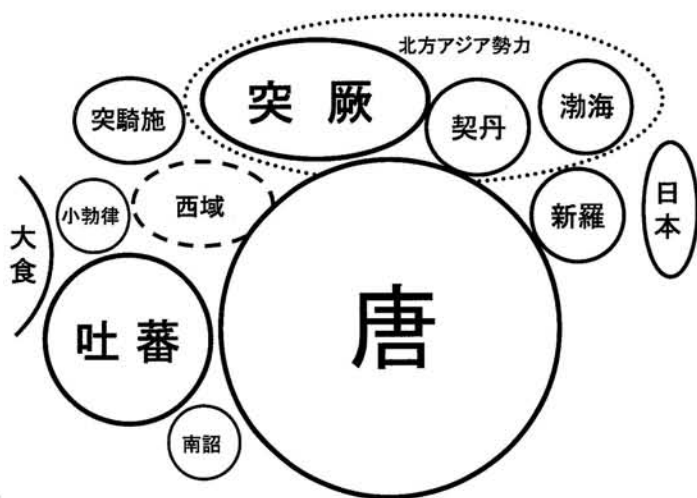 北方アジア勢力
突厥
突騎施
契丹
渤海
小勃律
西域
新羅
日本
大食
唐
吐蕃
南詔